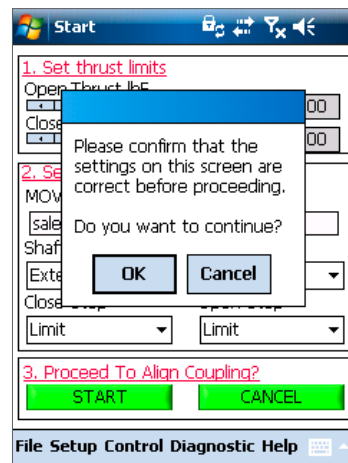 Start
1. Set thrust limits
Open Thrust lbF
00
Close
00
Please confirm that the
settings on this screen are
correct before proceeding.
Do you want to continue?
OK Cancel
2. Se
MOV
sale
Shaf
Exte
Close
Limit Limit
3. Proceed To Align Coupling?
START CANCEL
File Setup Control Diagnostic Help